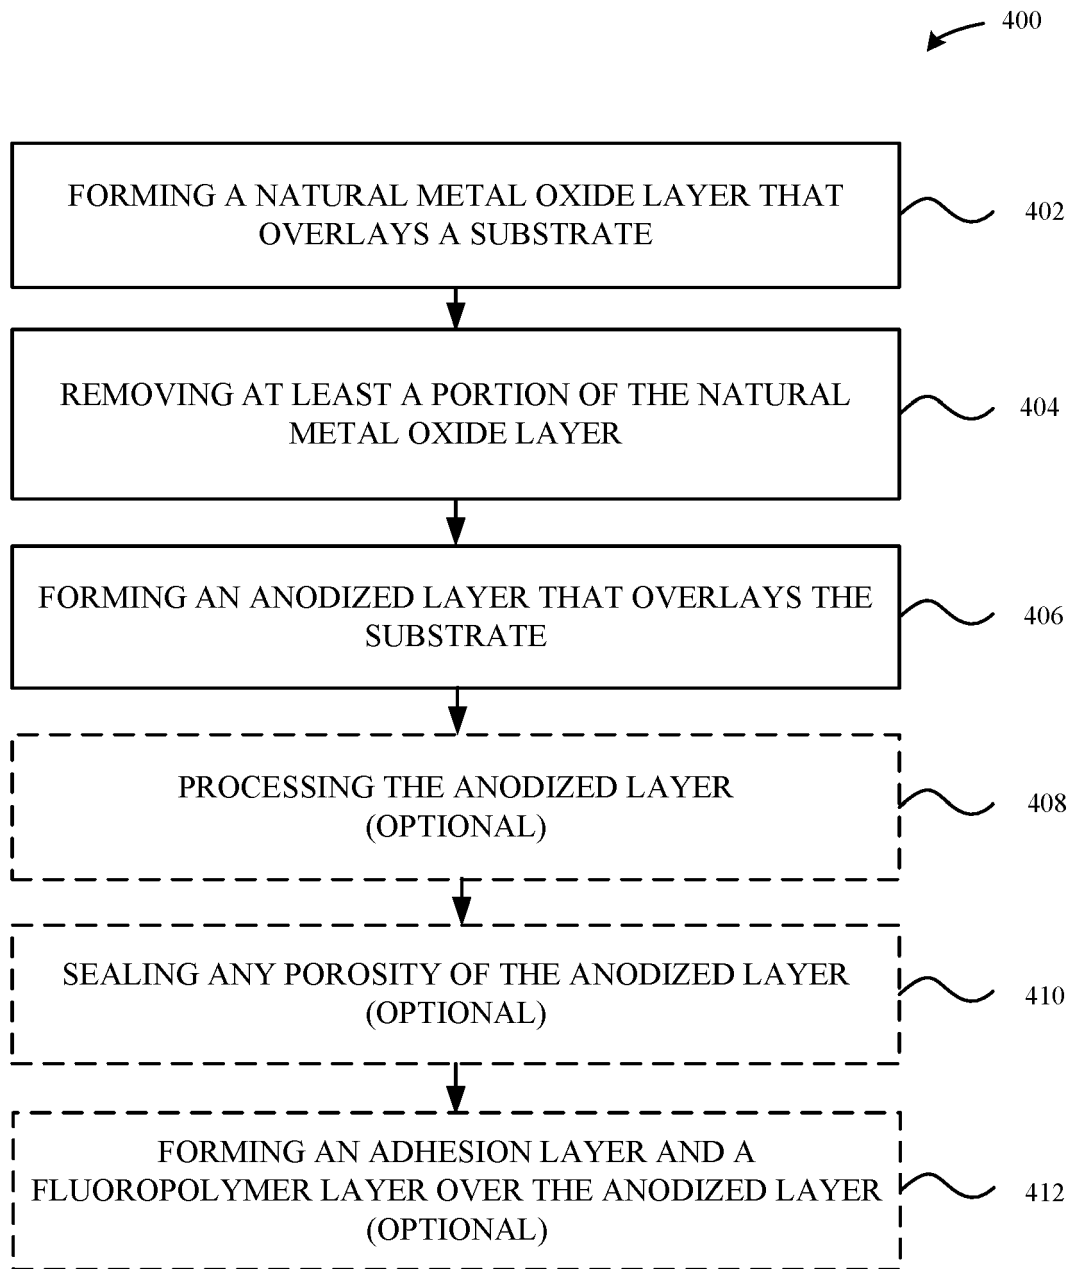 400
FORMING A NATURAL METAL OXIDE LAYER THAT
OVERLAYS A SUBSTRATE
402
REMOVING AT LEAST A PORTION OF THE NATURAL
METAL OXIDE LAYER
404
FORMING AN ANODIZED LAYER THAT OVERLAYS THE
SUBSTRATE
406
PROCESSING THE ANODIZED LAYER
(OPTIONAL)
408
SEALING ANY POROSITY OF THE ANODIZED LAYER
(OPTIONAL)
410
FORMING AN ADHESION LAYER AND A
FLUOROPOLYMER LAYER OVER THE ANODIZED LAYER
(OPTIONAL)
412